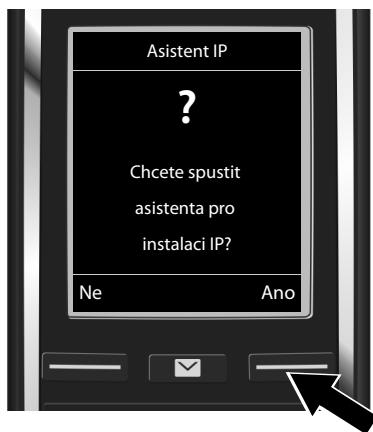 Asistent IP
?
Chcete spustit
asistenta pro
instalaci IP?
Ne Ano